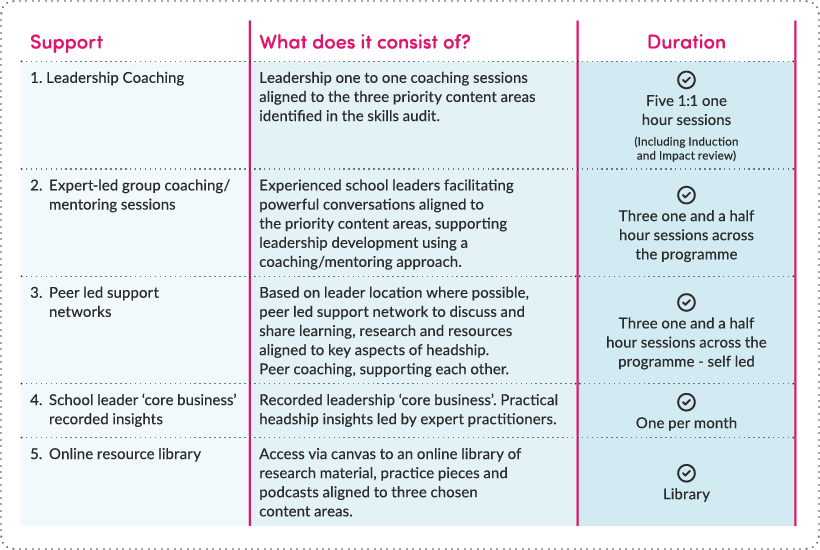 Support
What does it consist of?
Duration
1. Leadership Coaching
Leadership one to one coaching sessions
aligned to the three priority content areas
identified in the skills audit.
Five 1:1 one
hour sessions
(Including Induction
and Impact review)
2. Expert-led group coaching/
mentoring sessions
Experienced school leaders facilitating
powerful conversations aligned to
the priority content areas, supporting
leadership development using a
coaching/mentoring approach.
Three one and a half
hour sessions across
the programme
3. Peer led support
networks
Based on leader location where possible,
peer led support network to discuss and
share learning, research and resources
aligned to key aspects of headship.
Peer coaching, supporting each other.
Three one and a half
hour sessions across the
programme - self led
4. School leader ‘core business’
recorded insights
Recorded leadership ‘core business’. Practical
headship insights led by expert practitioners.
One per month
5. Online resource library
Access via canvas to an online library of
research material, practice pieces and
podcasts aligned to three chosen
content areas.
Library